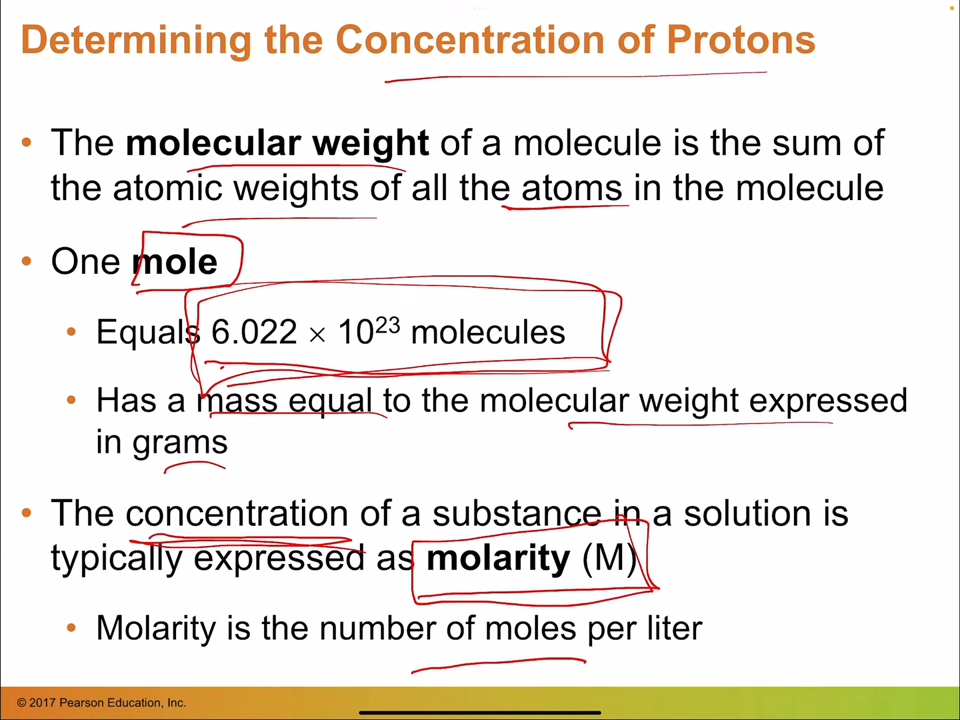 Determining the Concentration of Protons
• The molecular weight of a molecule is the sum of
the atomic weights of all the atoms in the molecule
• One mole
• Equals 6.022 × 10²³ molecules
• Has a mass equal to the molecular weight expressed
in grams
• The concentration of a substance in a solution is
typically expressed as molarity (M)
• Molarity is the number of moles per liter
© 2017 Pearson Education, Inc.